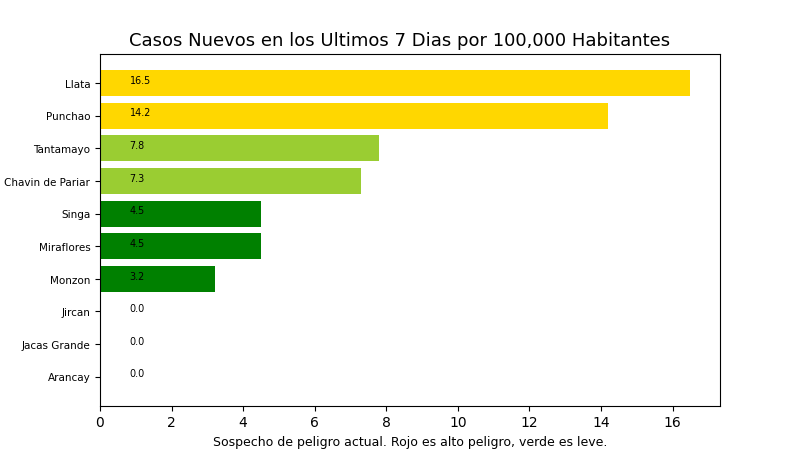 Casos Nuevos en los Ultimos 7 Dias por 100,000 Habitantes
Llata 16.5
Punchao 14.2
Tantamayo 7.8
Chavin de Pariar 7.3
Singa 4.5
Miraflores 4.5
Monzon 3.2
Jircan 0.0
Jacas Grande 0.0
Arancay 0.0
0 2 4 6 8 10 12 14 16
Sospecho de peligro actual. Rojo es alto peligro, verde es leve.